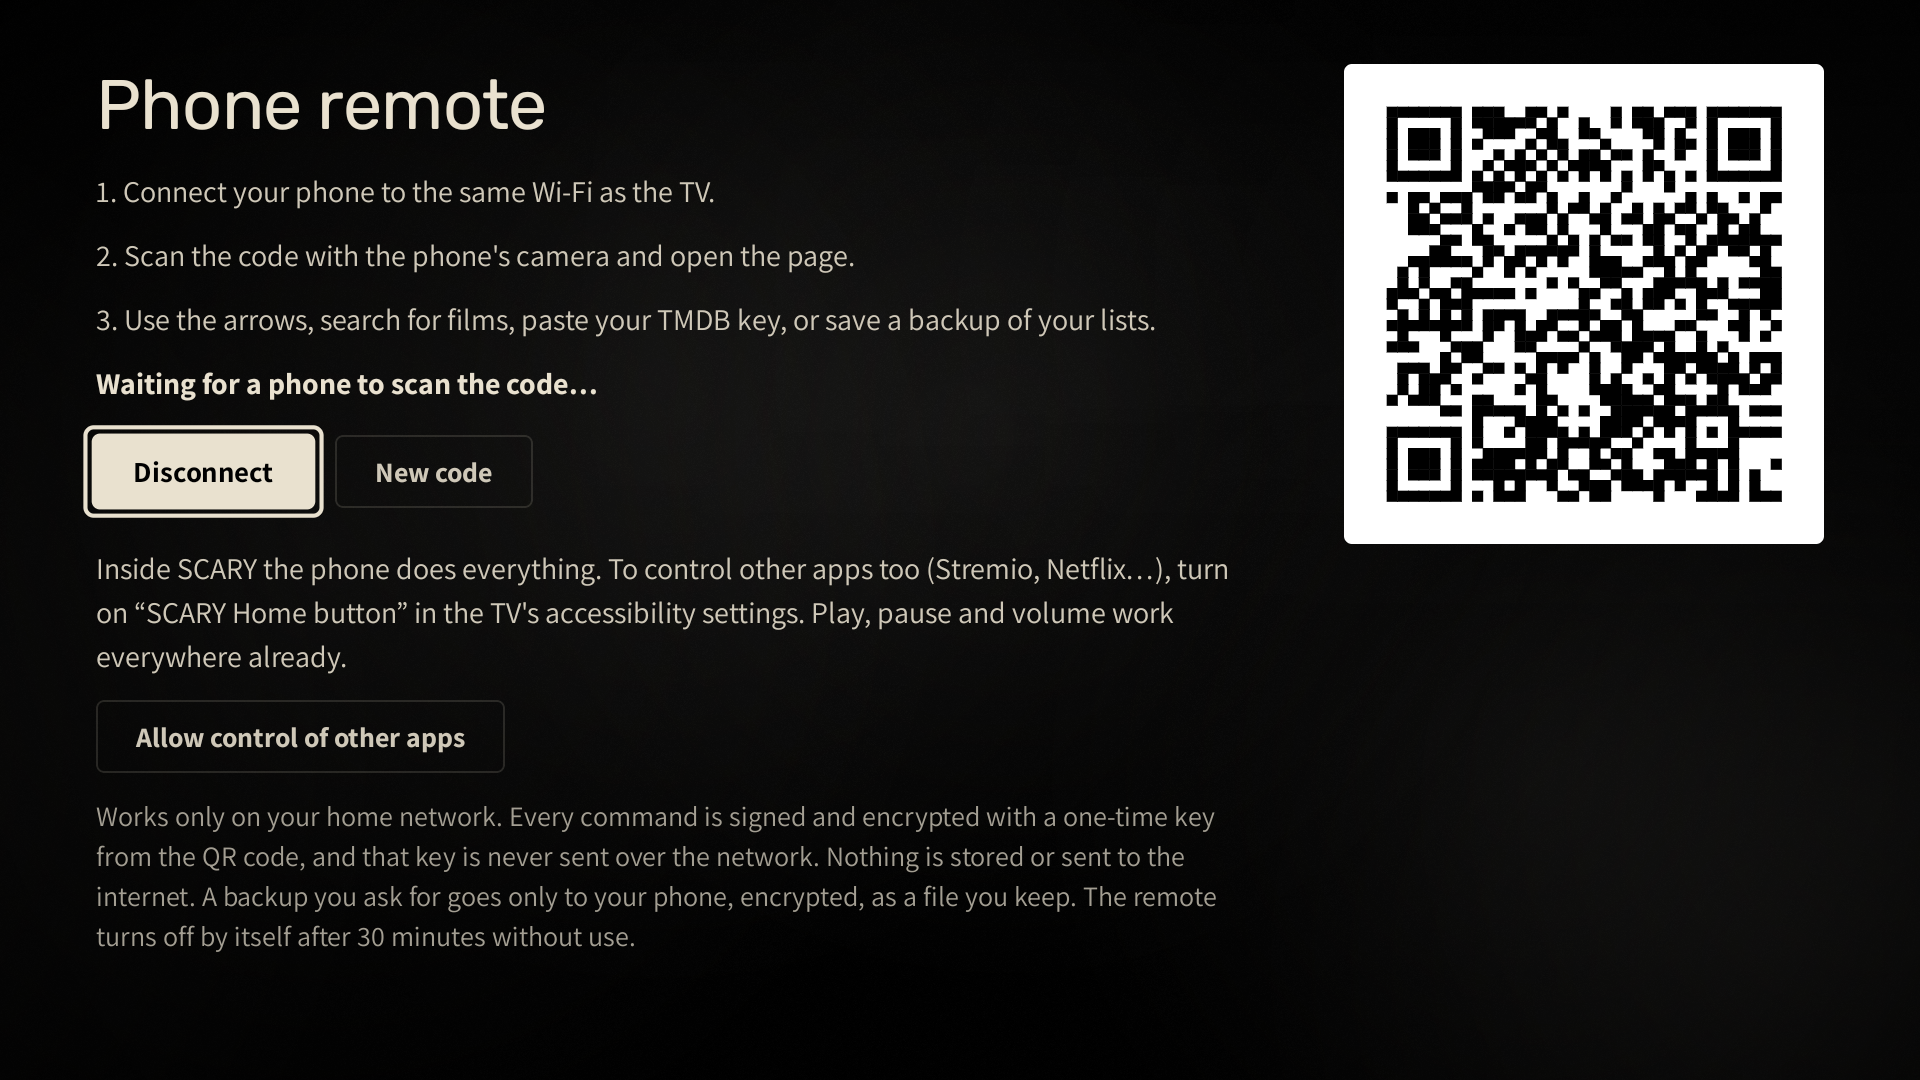 Phone remote
1. Connect your phone to the same Wi-Fi as the TV.
2. Scan the code with the phone's camera and open the page.
3. Use the arrows, search for films, paste your TMDB key, or save a backup of your lists.
Waiting for a phone to scan the code…
Disconnect
New code
Inside SCARY the phone does everything. To control other apps too (Stremio, Netflix…), turn
on “SCARY Home button” in the TV's accessibility settings. Play, pause and volume work
everywhere already.
Allow control of other apps
Works only on your home network. Every command is signed and encrypted with a one-time key
from the QR code, and that key is never sent over the network. Nothing is stored or sent to the
internet. A backup you ask for goes only to your phone, encrypted, as a file you keep. The remote
turns off by itself after 30 minutes without use.